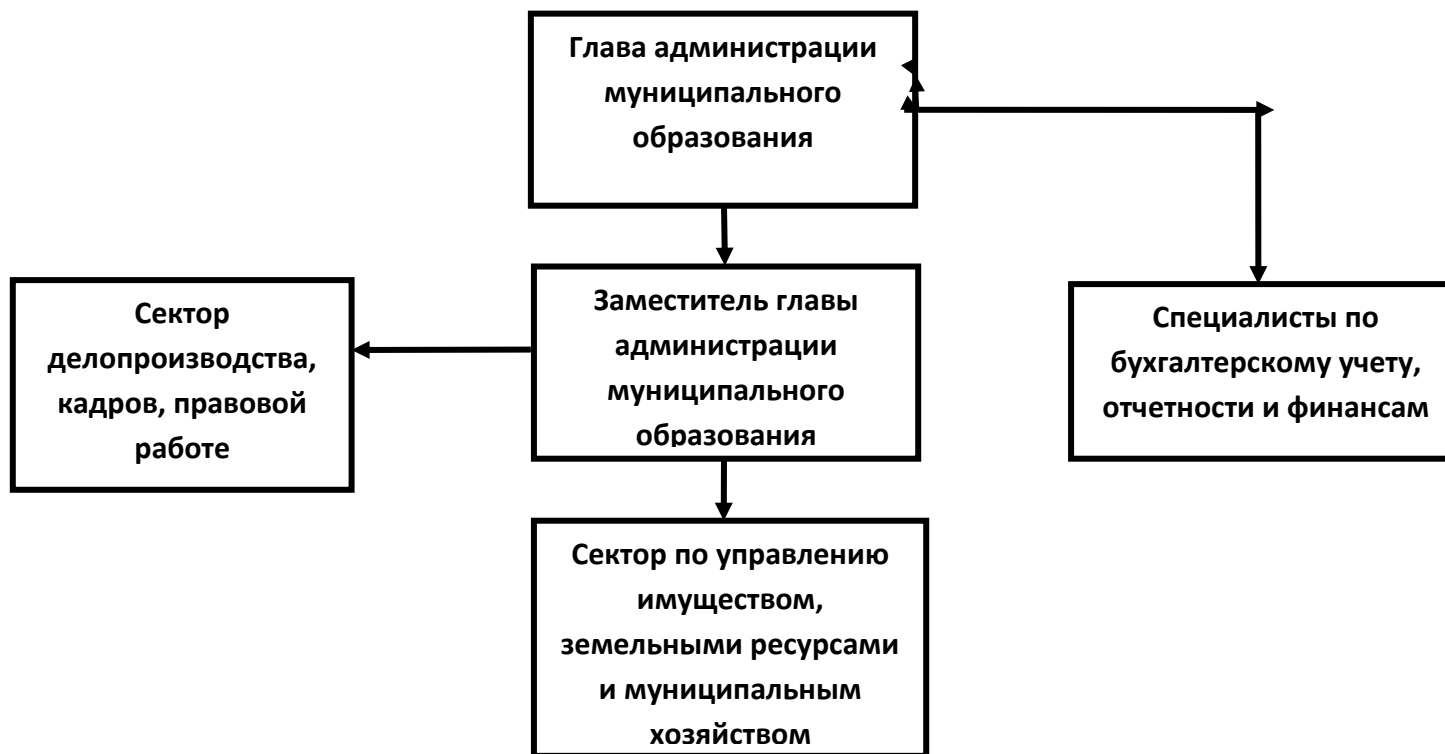 Глава администрации
муниципального
образования
Сектор
делопроизводства,
кадров, правовой
работе
Заместитель главы
администрации
муниципального
образования
Специалисты по
бухгалтерскому учету,
отчетности и финансам
Сектор по управлению
имуществом,
земельными ресурсами
и муниципальным
хозяйством